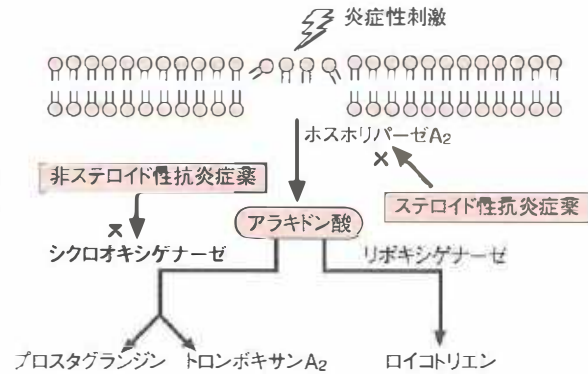 炎症性刺激
ホスホリパーゼA₂
×
非ステロイド性抗炎症薬
ステロイド性抗炎症薬
×
アラキドン酸
シクロオキシゲナーゼ
リポキシゲナーゼ
プロスタグランジン
トロンボキサンA₂
ロイコトリエン